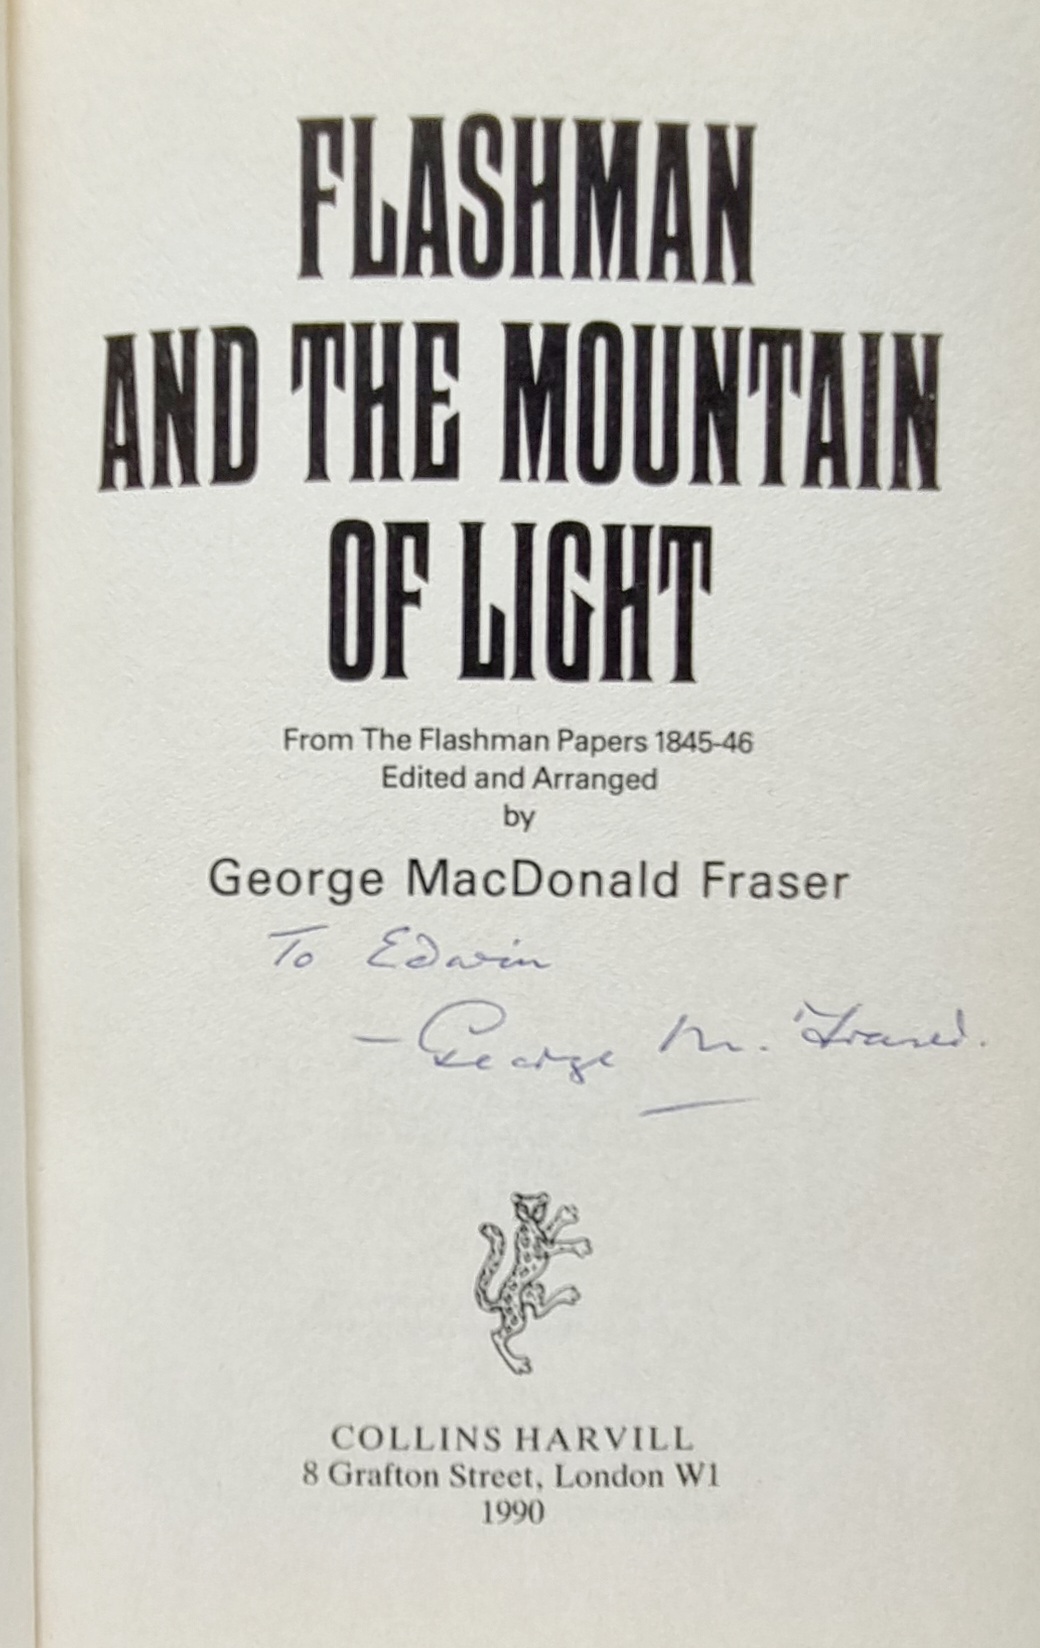 FLASHMAN
AND THE MOUNTAIN
OF LIGHT
From The Flashman Papers 1845-46
Edited and Arranged
by
George MacDonald Fraser
To Edwin
— George M. Fraser.
COLLINS HARVILL
8 Grafton Street, London W1
1990